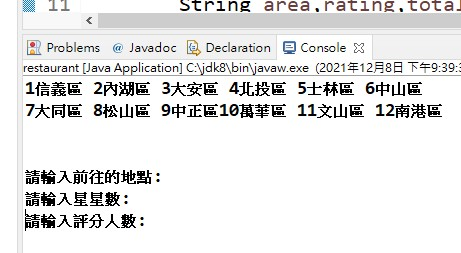 11 String area,rating,total
Problems @ Javadoc Declaration Console
restaurant [Java Application] C:\jdk8\bin\javaw.exe (2021年12月8日 下午9:39:3
1信義區 2內湖區 3大安區 4北投區 5士林區 6中山區
7大同區 8松山區 9中正區10萬華區 11文山區 12南港區
請輸入前往的地點:
請輸入星星數:
請輸入評分人數: